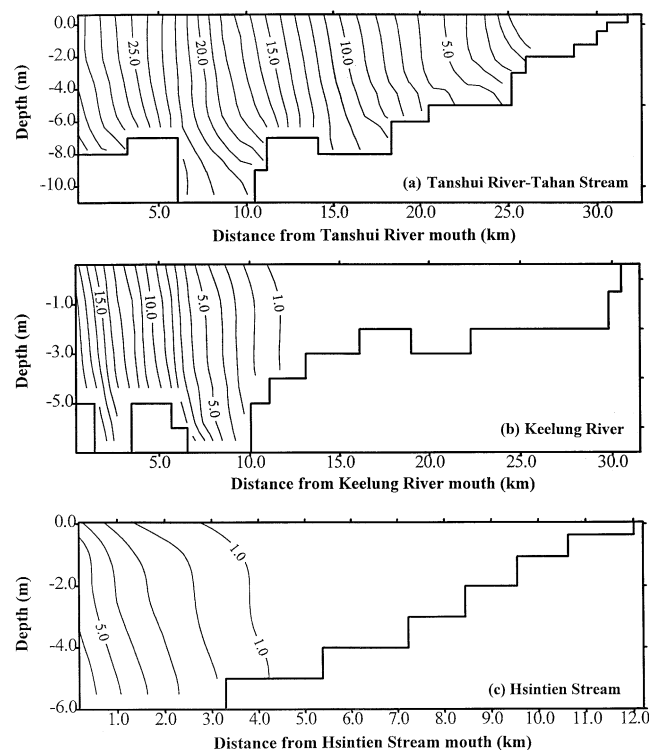 0.0
-2.0
-4.0
-6.0
-8.0
-10.0
Depth (m)
25.0
20.0
15.0
10.0
5.0
(a) Tanshui River-Tahan Stream
5.0 10.0 15.0 20.0 25.0 30.0
Distance from Tanshui River mouth (km)
-1.0
-3.0
-5.0
Depth (m)
15.0
10.0
5.0
1.0
5.0
(b) Keelung River
5.0 10.0 15.0 20.0 25.0 30.0
Distance from Keelung River mouth (km)
0.0
-2.0
-4.0
-6.0
Depth (m)
1.0
5.0
1.0
(c) Hsintien Stream
1.0 2.0 3.0 4.0 5.0 6.0 7.0 8.0 9.0 10.0 11.0 12.0
Distance from Hsintien Stream mouth (km)